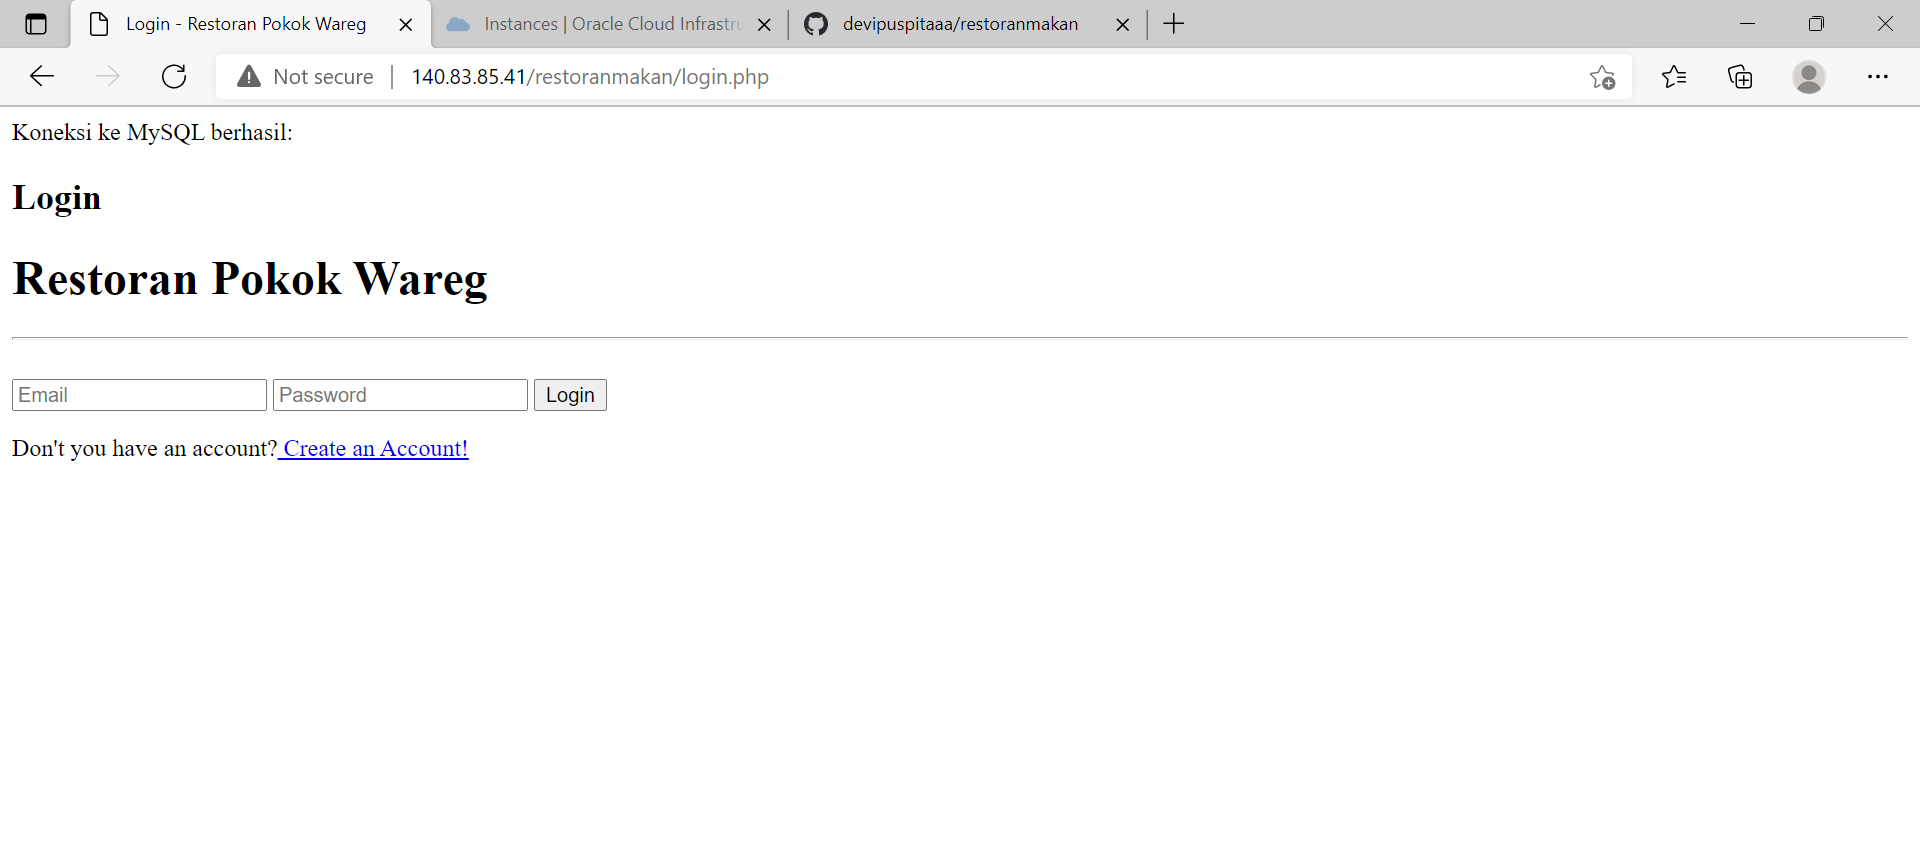 Login - Restoran Pokok Wareg
Instances | Oracle Cloud Infrastru
devipuspitaaa/restoranmakan
Not secure
140.83.85.41/restoranmakan/login.php
Koneksi ke MySQL berhasil:
Login
Restoran Pokok Wareg
Email Password Login
Don't you have an account? Create an Account!